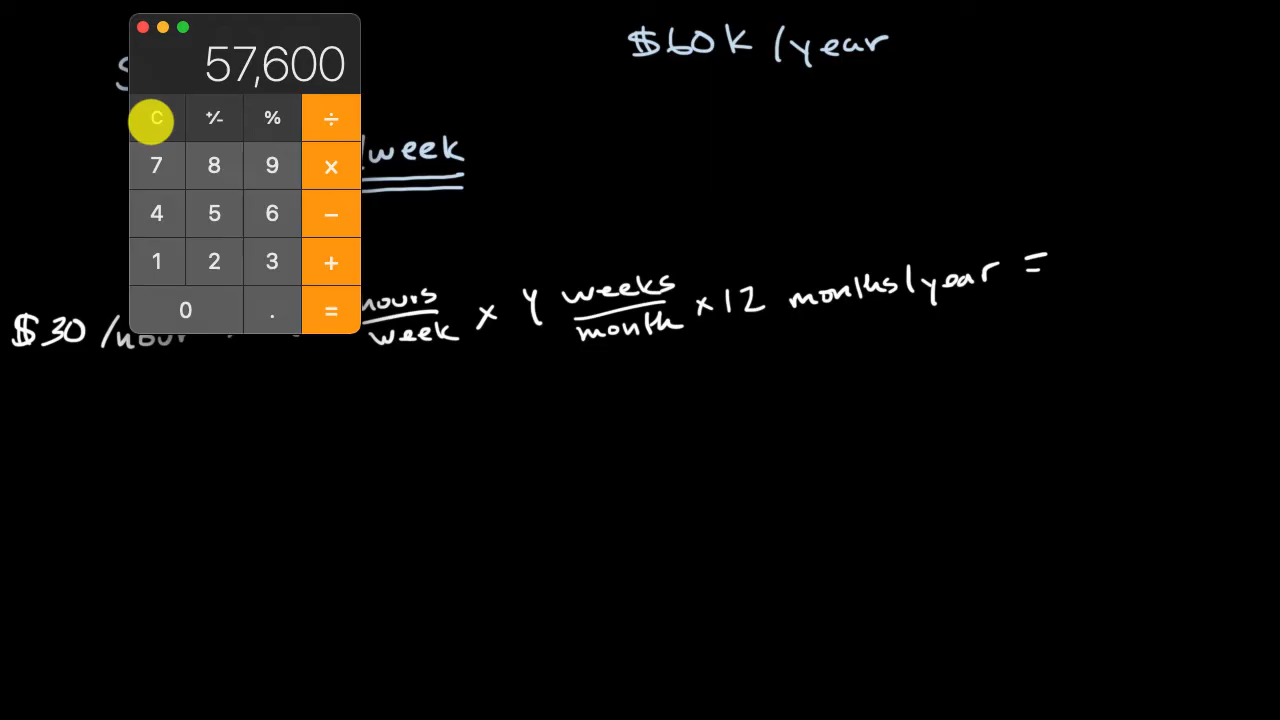 $60k /year
57,600
C +/- % ÷
7 8 9 ×
4 5 6 −
1 2 3 +
0 . =
/week
$30 /hour hours/week × 4 weeks/month × 12 months/year =